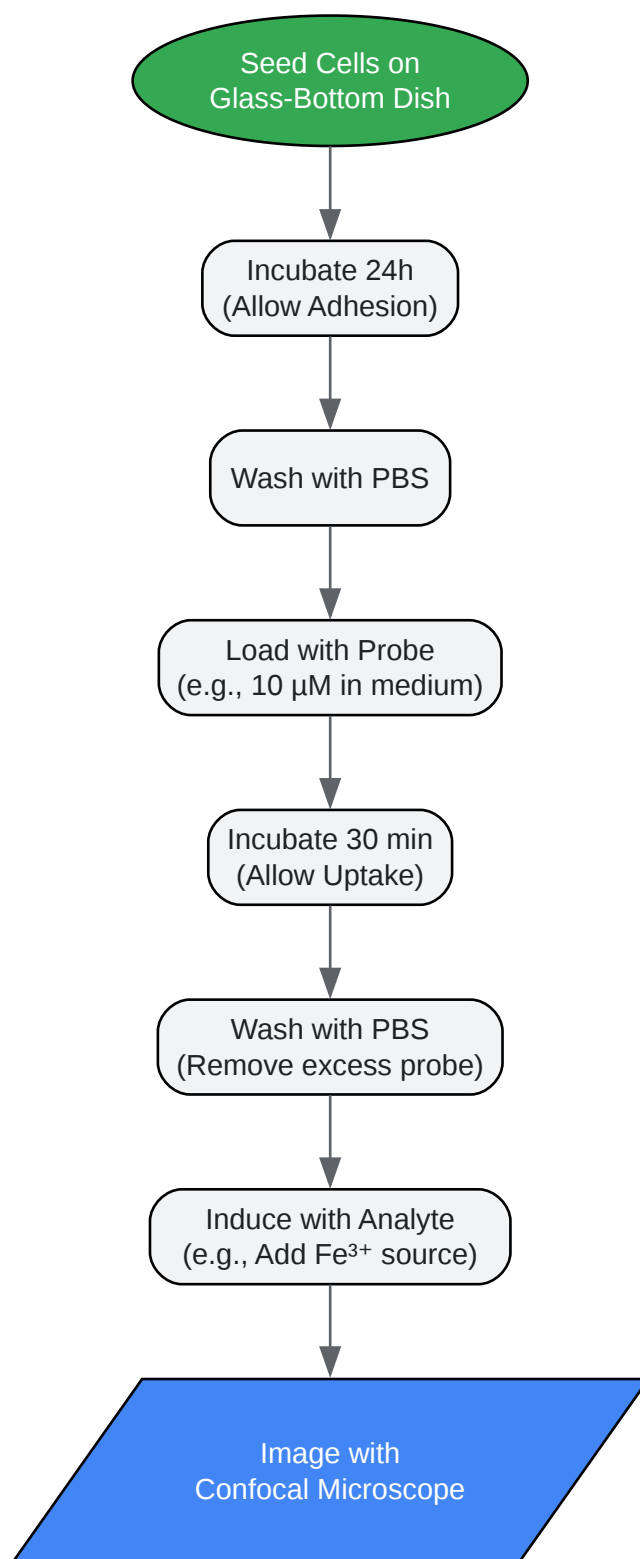 Seed Cells on
Glass-Bottom Dish
Incubate 24h
(Allow Adhesion)
Wash with PBS
Load with Probe
(e.g., 10 µM in medium)
Incubate 30 min
(Allow Uptake)
Wash with PBS
(Remove excess probe)
Induce with Analyte
(e.g., Add Fe³⁺ source)
Image with
Confocal Microscope